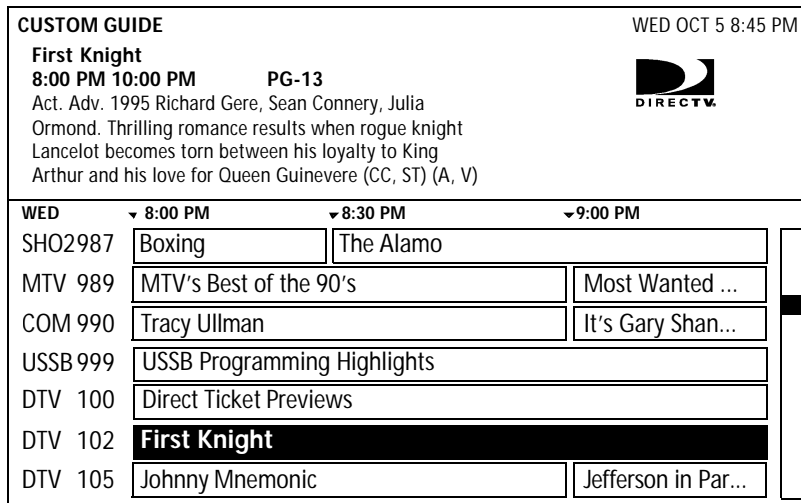 CUSTOM GUIDE WED OCT 5 8:45 PM
First Knight
8:00 PM 10:00 PM PG-13
DIRECTV.
Act. Adv. 1995 Richard Gere, Sean Connery, Julia
Ormond. Thrilling romance results when rogue knight
Lancelot becomes torn between his loyalty to King
Arthur and his love for Queen Guinevere (CC, ST) (A, V)
WED 8:00 PM 8:30 PM 9:00 PM
SHO2987 Boxing The Alamo
MTV 989 MTV's Best of the 90's Most Wanted ...
COM 990 Tracy Ullman It's Gary Shan...
USSB 999 USSB Programming Highlights
DTV 100 Direct Ticket Previews
DTV 102 First Knight
DTV 105 Johnny Mnemonic Jefferson in Par...